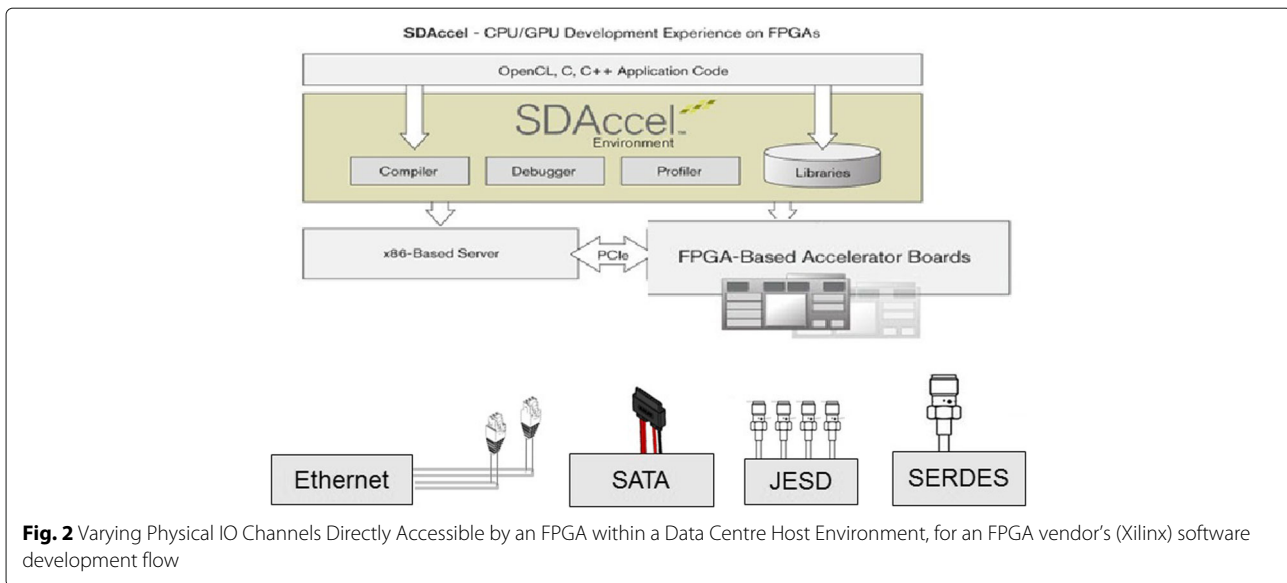 SDAccel - CPU/GPU Development Experience on FPGAs
OpenCL, C, C++ Application Code
SDAccel™
Environment
Compiler
Debugger
Profiler
Libraries
x86-Based Server
PCIe
FPGA-Based Accelerator Boards
Ethernet
SATA
JESD
SERDES
Fig. 2 Varying Physical IO Channels Directly Accessible by an FPGA within a Data Centre Host Environment, for an FPGA vendor's (Xilinx) software
development flow